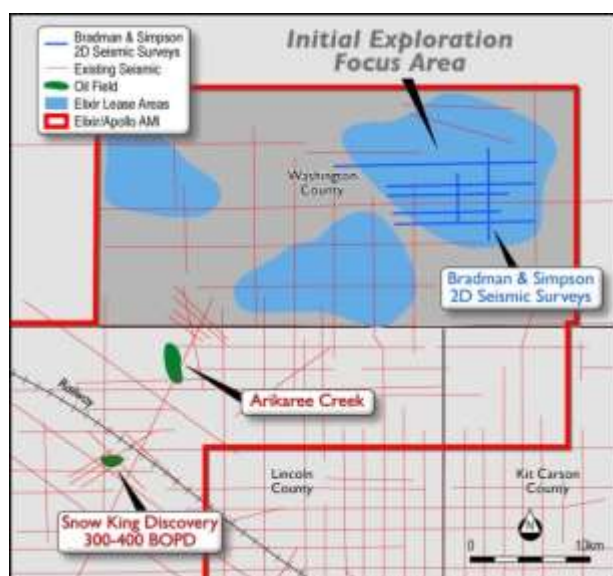 Bradman & Simpson
2D Seismic Surveys
Existing Seismic
Oil Field
Elixir Lease Areas
Elixir/Apollo AMI
Initial Exploration
Focus Area
Washington
County
Bradman & Simpson
2D Seismic Surveys
Arikaree Creek
Railway
Snow King Discovery
300-400 BOPD
Lincoln
County
Kit Carson
County
N
0 10km